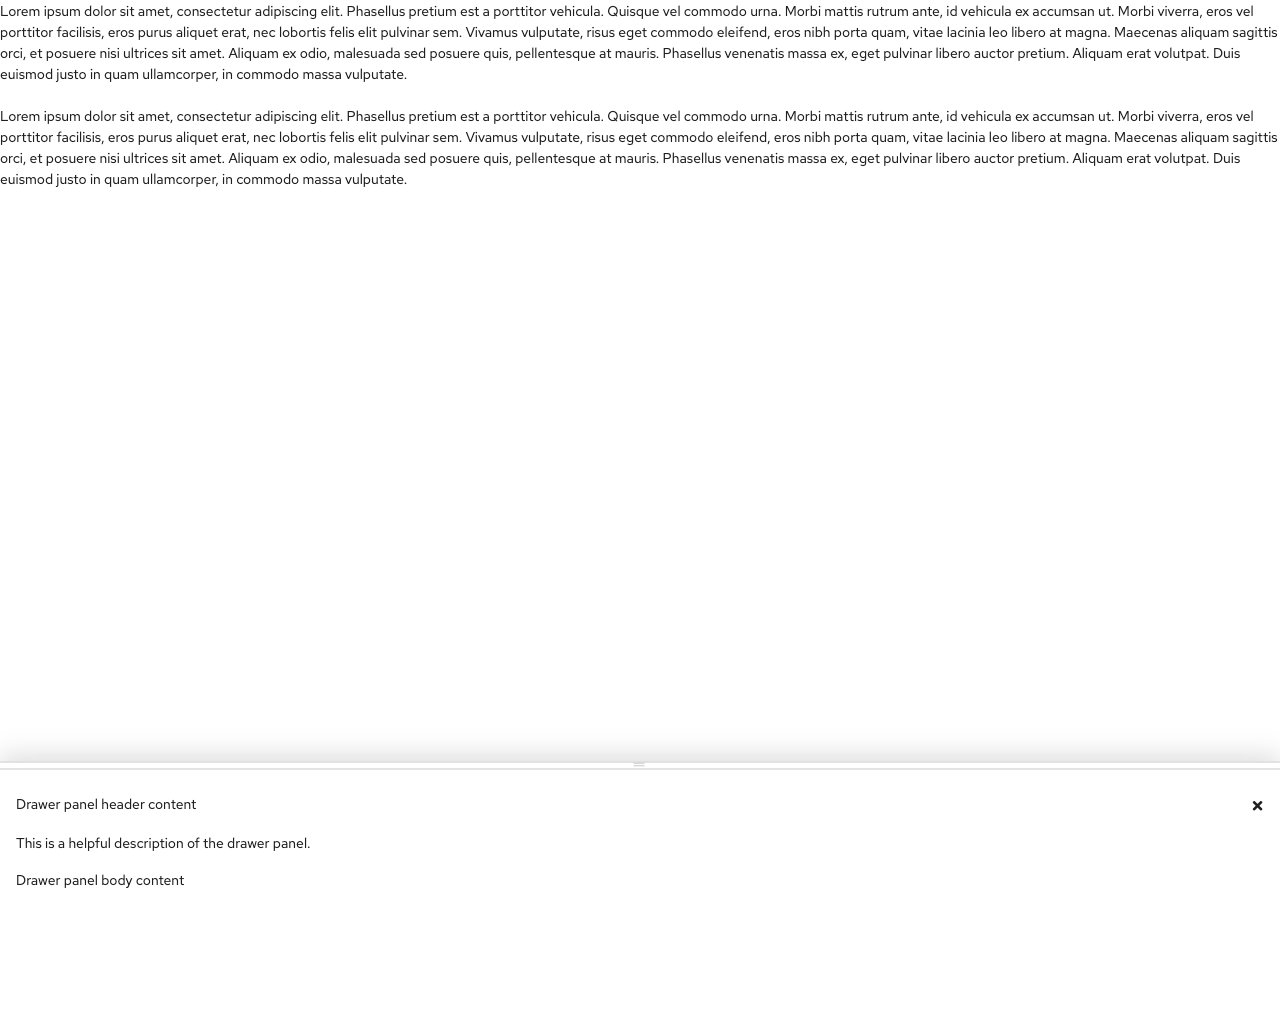 Lorem ipsum dolor sit amet, consectetur adipiscing elit. Phasellus pretium est a porttitor vehicula. Quisque vel commodo urna. Morbi mattis rutrum ante, id vehicula ex accumsan ut. Morbi viverra, eros vel
porttitor facilisis, eros purus aliquet erat, nec lobortis felis elit pulvinar sem. Vivamus vulputate, risus eget commodo eleifend, eros nibh porta quam, vitae lacinia leo libero at magna. Maecenas aliquam sagittis
orci, et posuere nisi ultrices sit amet. Aliquam ex odio, malesuada sed posuere quis, pellentesque at mauris. Phasellus venenatis massa ex, eget pulvinar libero auctor pretium. Aliquam erat volutpat. Duis
euismod justo in quam ullamcorper, in commodo massa vulputate.
Lorem ipsum dolor sit amet, consectetur adipiscing elit. Phasellus pretium est a porttitor vehicula. Quisque vel commodo urna. Morbi mattis rutrum ante, id vehicula ex accumsan ut. Morbi viverra, eros vel
porttitor facilisis, eros purus aliquet erat, nec lobortis felis elit pulvinar sem. Vivamus vulputate, risus eget commodo eleifend, eros nibh porta quam, vitae lacinia leo libero at magna. Maecenas aliquam sagittis
orci, et posuere nisi ultrices sit amet. Aliquam ex odio, malesuada sed posuere quis, pellentesque at mauris. Phasellus venenatis massa ex, eget pulvinar libero auctor pretium. Aliquam erat volutpat. Duis
euismod justo in quam ullamcorper, in commodo massa vulputate.
Drawer panel header content
This is a helpful description of the drawer panel.
Drawer panel body content